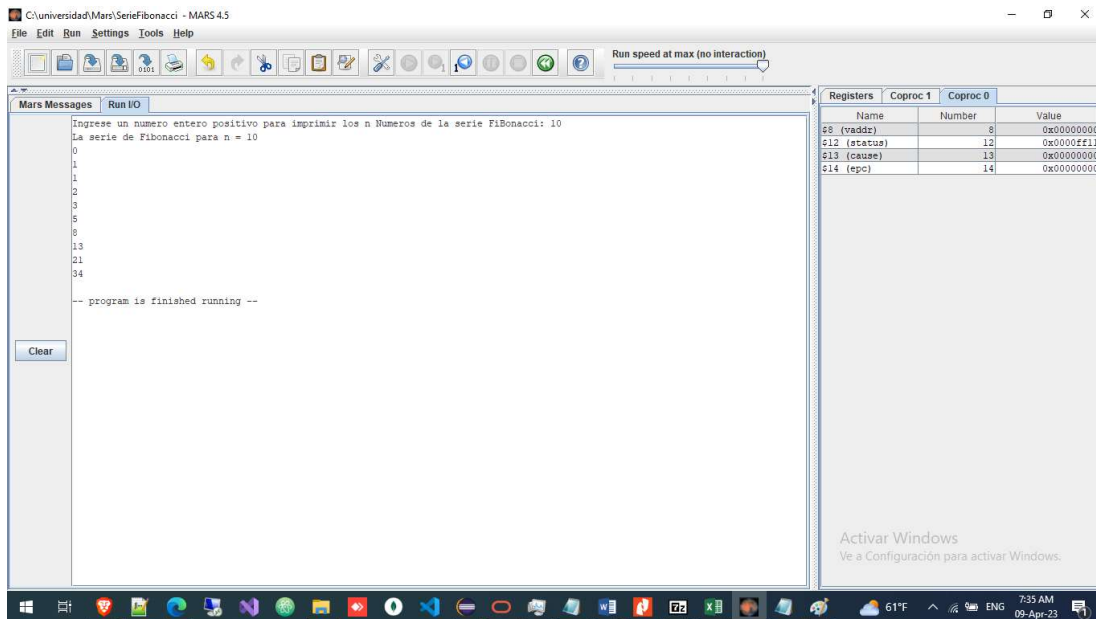 C:\universidad\Mars\SerieFibonacci - MARS 4.5
File Edit Run Settings Tools Help
Run speed at max (no interaction)
Mars Messages Run I/O
Ingrese un numero entero positivo para imprimir los n Numeros de la serie FiBonacci: 10
La serie de Fibonacci para n = 10
0
1
1
2
3
5
8
13
21
34
-- program is finished running --
Clear
Registers Coproc 1 Coproc 0
Name Number Value
$8 (vaddr) 8 0x00000000
$12 (status) 12 0x0000ff11
$13 (cause) 13 0x00000000
$14 (epc) 14 0x00000000
Activar Windows
Ve a Configuración para activar Windows.
61°F ENG 7:35 AM
09-Apr-23